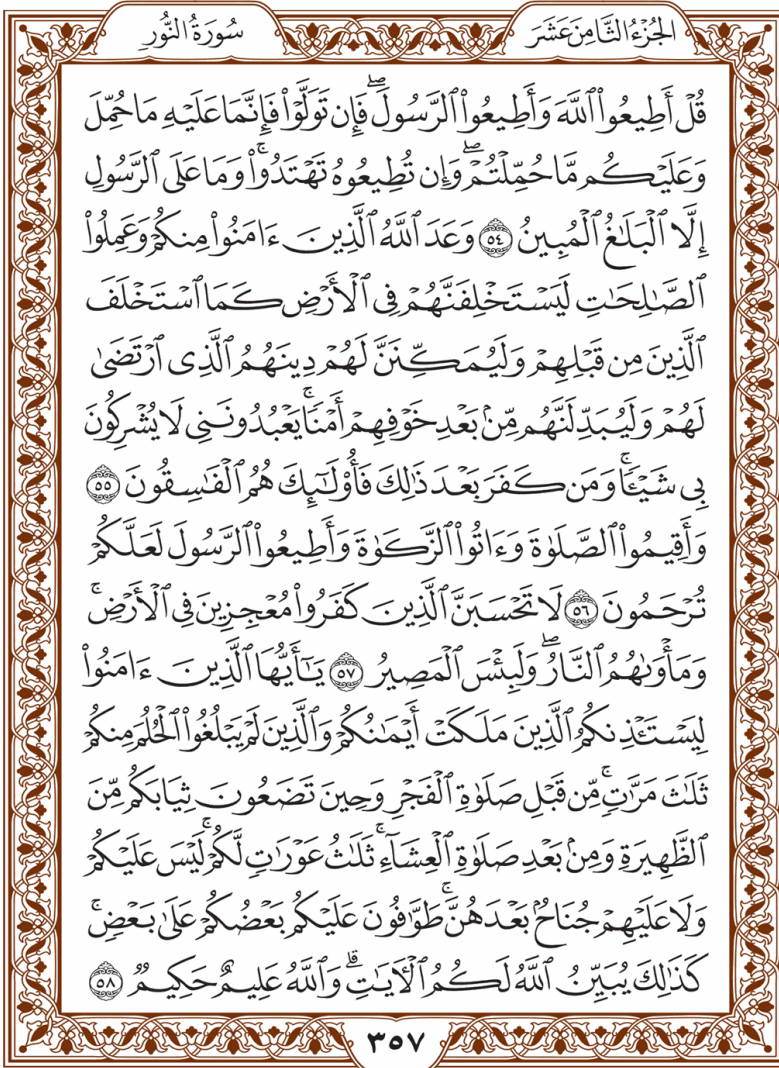 الجُزْءُ الثَّامِنَ عَشَرَ
سُورَةُ النُّورِ
قُلْ أَطِيعُوا۟ ٱللَّهَ وَأَطِيعُوا۟ ٱلرَّسُولَۖ فَإِن تَوَلَّوْا۟ فَإِنَّمَا عَلَيْهِ مَا حُمِّلَ
وَعَلَيْكُم مَّا حُمِّلْتُمْۖ وَإِن تُطِيعُوهُ تَهْتَدُوا۟ۚ وَمَا عَلَى ٱلرَّسُولِ
إِلَّا ٱلْبَلَٰغُ ٱلْمُبِينُ ٥٤ وَعَدَ ٱللَّهُ ٱلَّذِينَ ءَامَنُوا۟ مِنكُمْ وَعَمِلُوا۟
ٱلصَّٰلِحَٰتِ لَيَسْتَخْلِفَنَّهُمْ فِى ٱلْأَرْضِ كَمَا ٱسْتَخْلَفَ
ٱلَّذِينَ مِن قَبْلِهِمْ وَلَيُمَكِّنَنَّ لَهُمْ دِينَهُمُ ٱلَّذِى ٱرْتَضَىٰ
لَهُمْ وَلَيُبَدِّلَنَّهُم مِّنۢ بَعْدِ خَوْفِهِمْ أَمْنًاۚ يَعْبُدُونَنِى لَا يُشْرِكُونَ
بِى شَيْـًٔاۚ وَمَن كَفَرَ بَعْدَ ذَٰلِكَ فَأُو۟لَٰٓئِكَ هُمُ ٱلْفَٰسِقُونَ ٥٥
وَأَقِيمُوا۟ ٱلصَّلَوٰةَ وَءَاتُوا۟ ٱلزَّكَوٰةَ وَأَطِيعُوا۟ ٱلرَّسُولَ لَعَلَّكُمْ
تُرْحَمُونَ ٥٦ لَا تَحْسَبَنَّ ٱلَّذِينَ كَفَرُوا۟ مُعْجِزِينَ فِى ٱلْأَرْضِۚ
وَمَأْوَىٰهُمُ ٱلنَّارُۖ وَلَبِئْسَ ٱلْمَصِيرُ ٥٧ يَٰٓأَيُّهَا ٱلَّذِينَ ءَامَنُوا۟
لِيَسْتَـْٔذِنكُمُ ٱلَّذِينَ مَلَكَتْ أَيْمَٰنُكُمْ وَٱلَّذِينَ لَمْ يَبْلُغُوا۟ ٱلْحُلُمَ مِنكُمْ
ثَلَٰثَ مَرَّٰتٍۚ مِّن قَبْلِ صَلَوٰةِ ٱلْفَجْرِ وَحِينَ تَضَعُونَ ثِيَابَكُم مِّنَ
ٱلظَّهِيرَةِ وَمِنۢ بَعْدِ صَلَوٰةِ ٱلْعِشَآءِۚ ثَلَٰثُ عَوْرَٰتٍ لَّكُمْۚ لَيْسَ عَلَيْكُمْ
وَلَا عَلَيْهِمْ جُنَاحٌۢ بَعْدَهُنَّۚ طَوَّٰفُونَ عَلَيْكُم بَعْضُكُمْ عَلَىٰ بَعْضٍۚ
كَذَٰلِكَ يُبَيِّنُ ٱللَّهُ لَكُمُ ٱلْءَايَٰتِۗ وَٱللَّهُ عَلِيمٌ حَكِيمٌ ٥٨
٣٥٧